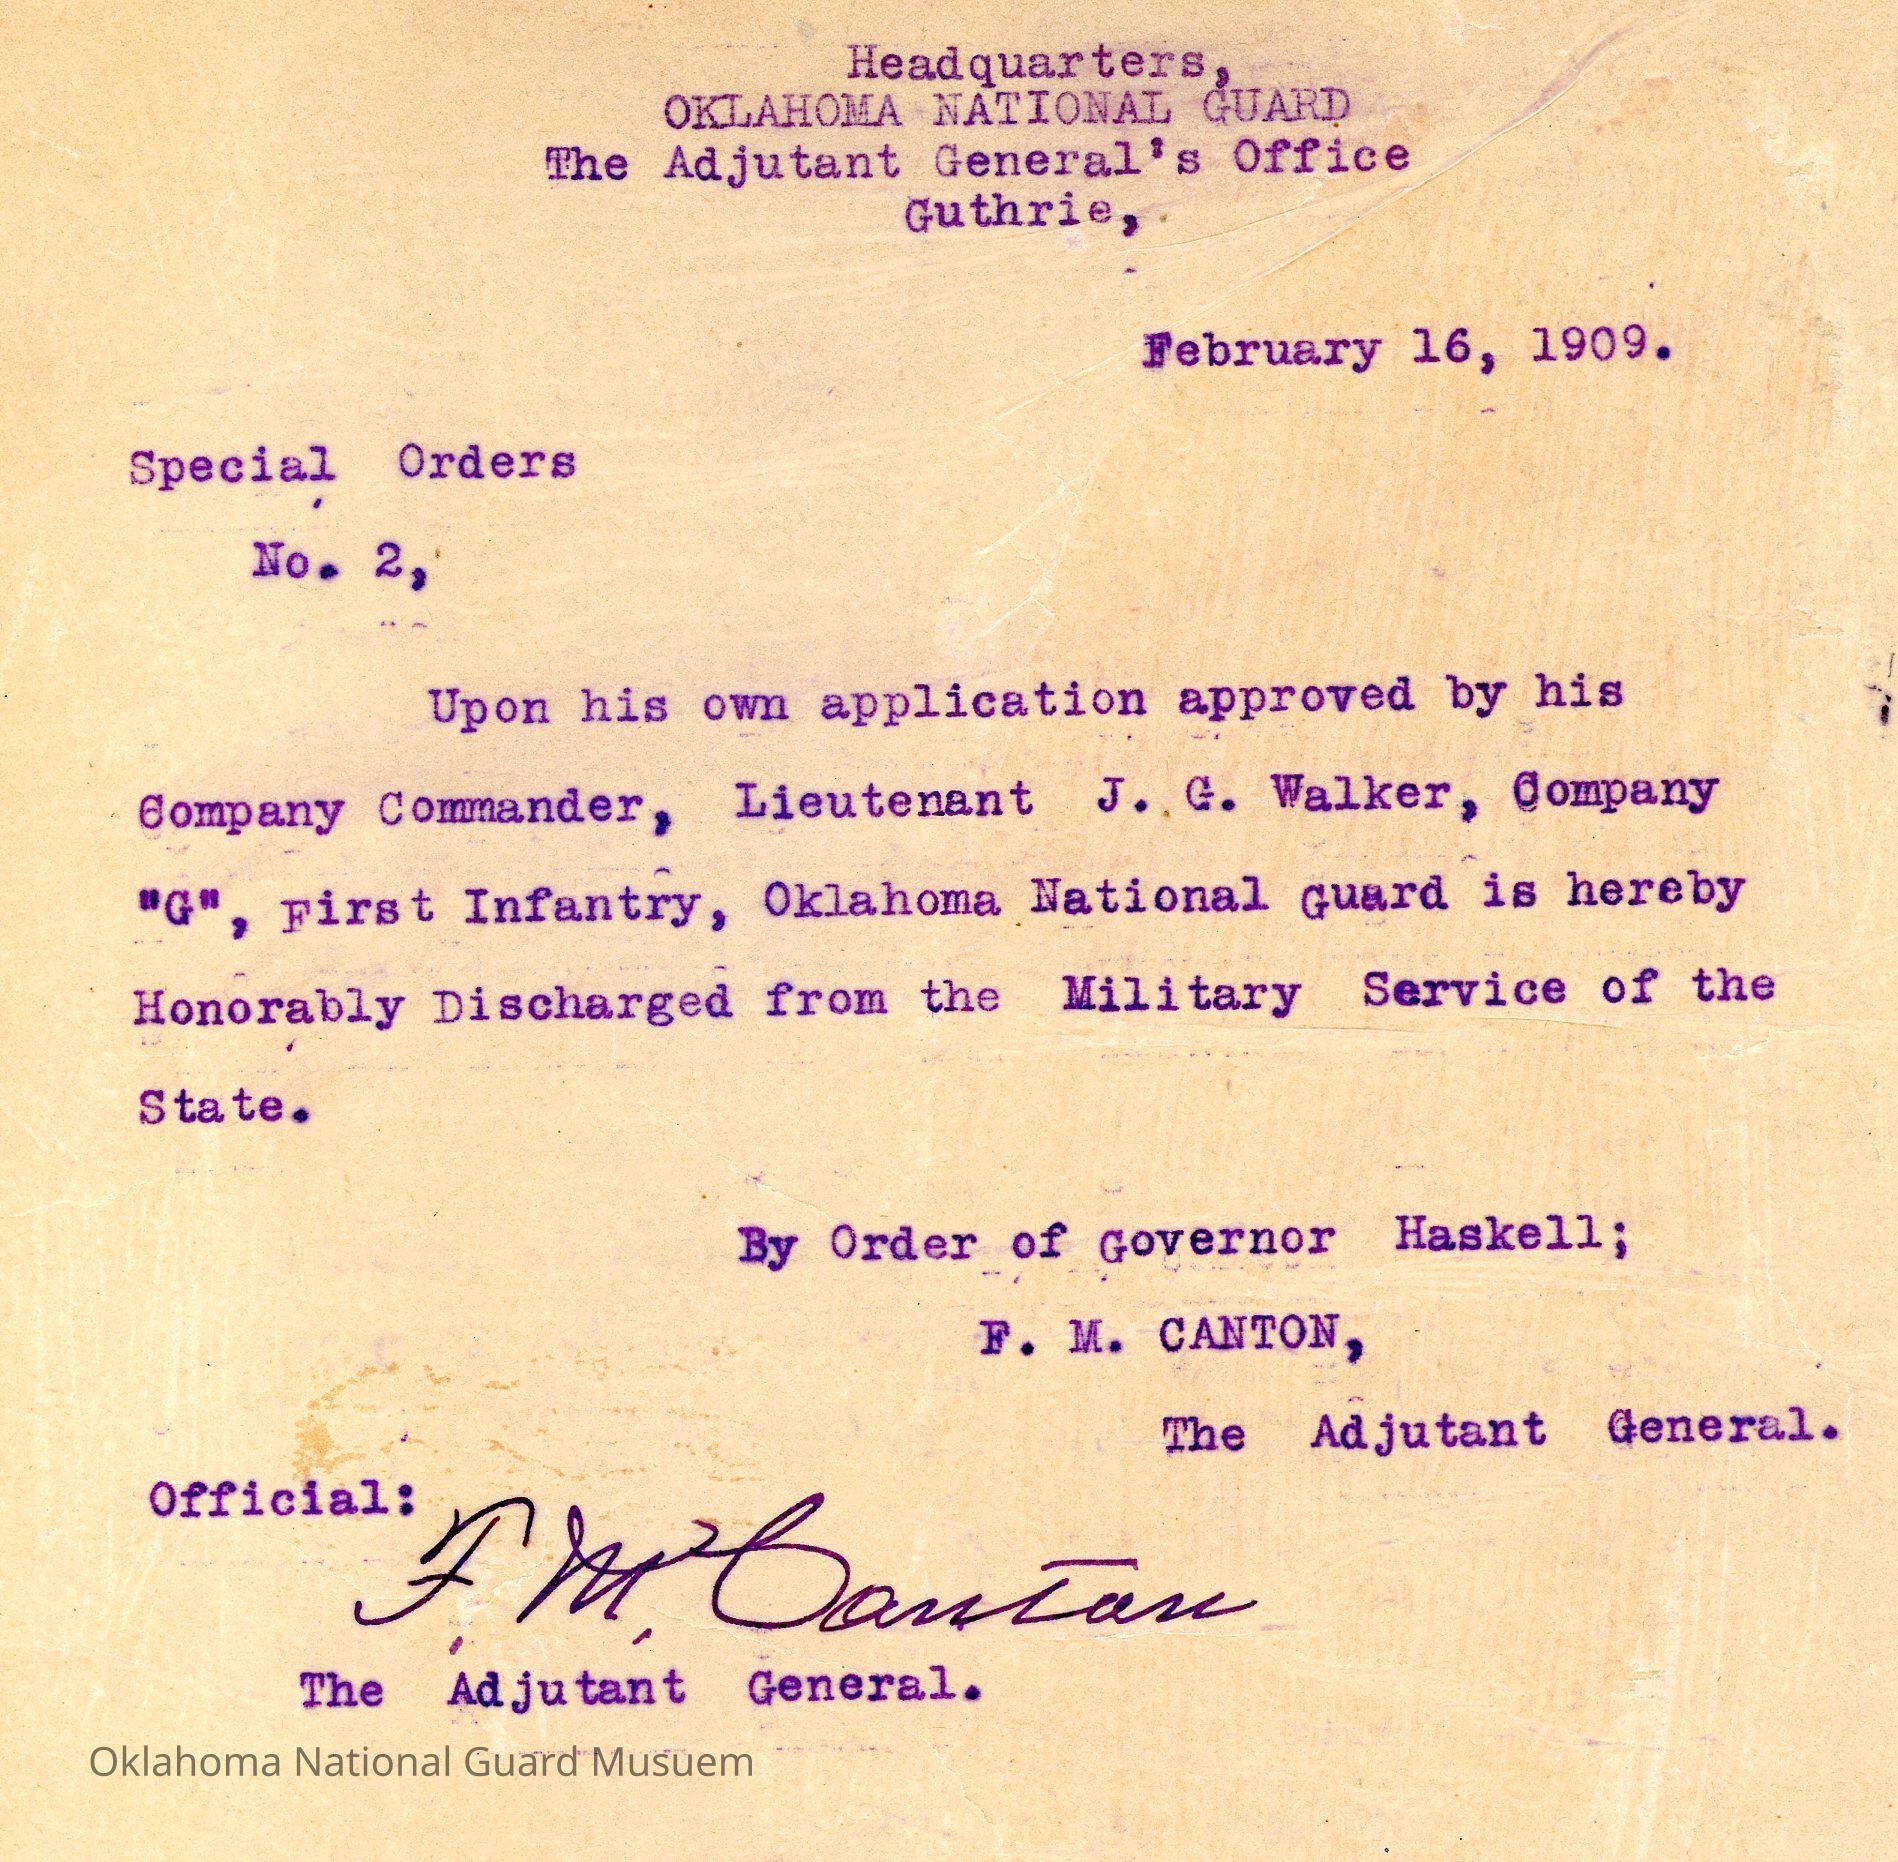 Headquarters,
OKLAHOMA NATIONAL GUARD
The Adjutant General's Office
Guthrie,
February 16, 1909.
Special Orders
No. 2,
Upon his own application approved by his
Company Commander, Lieutenant J. G. Walker, Company
"G", First Infantry, Oklahoma National Guard is hereby
Honorably Discharged from the Military Service of the
State.
By Order of Governor Haskell;
F. M. CANTON,
The Adjutant General.
Official:
F. M. Canton
The Adjutant General.
Oklahoma National Guard Musuem